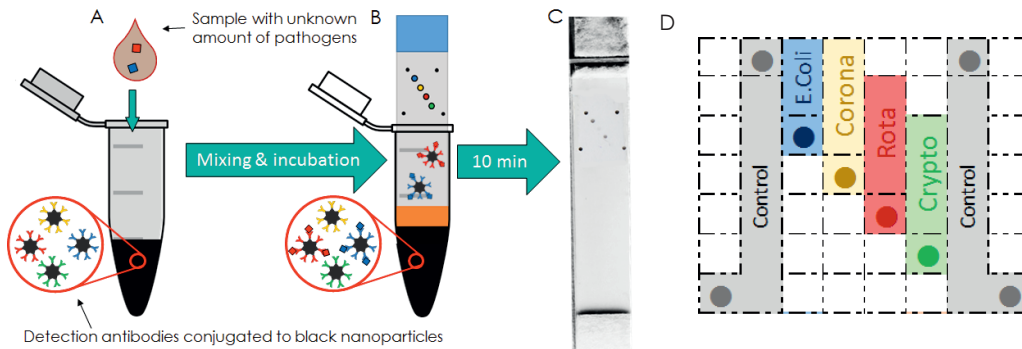 A
Sample with unknown
amount of pathogens
B
C
D
Mixing & incubation
10 min
Detection antibodies conjugated to black nanoparticles
Control
E.Coli
Corona
Rota
Crypto
Control